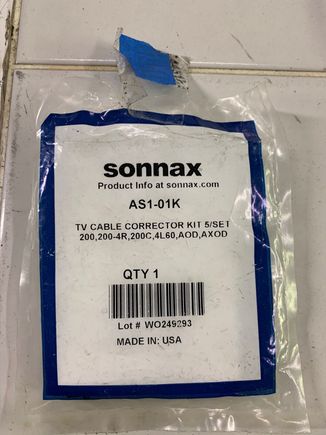 sonnax
Product Info at sonnax.com
AS1-01K
TV CABLE CORRECTOR KIT 5/SET
200,200-4R,200C,4L60,AOD,AXOD
QTY 1
Lot # WO249293
MADE IN: USA